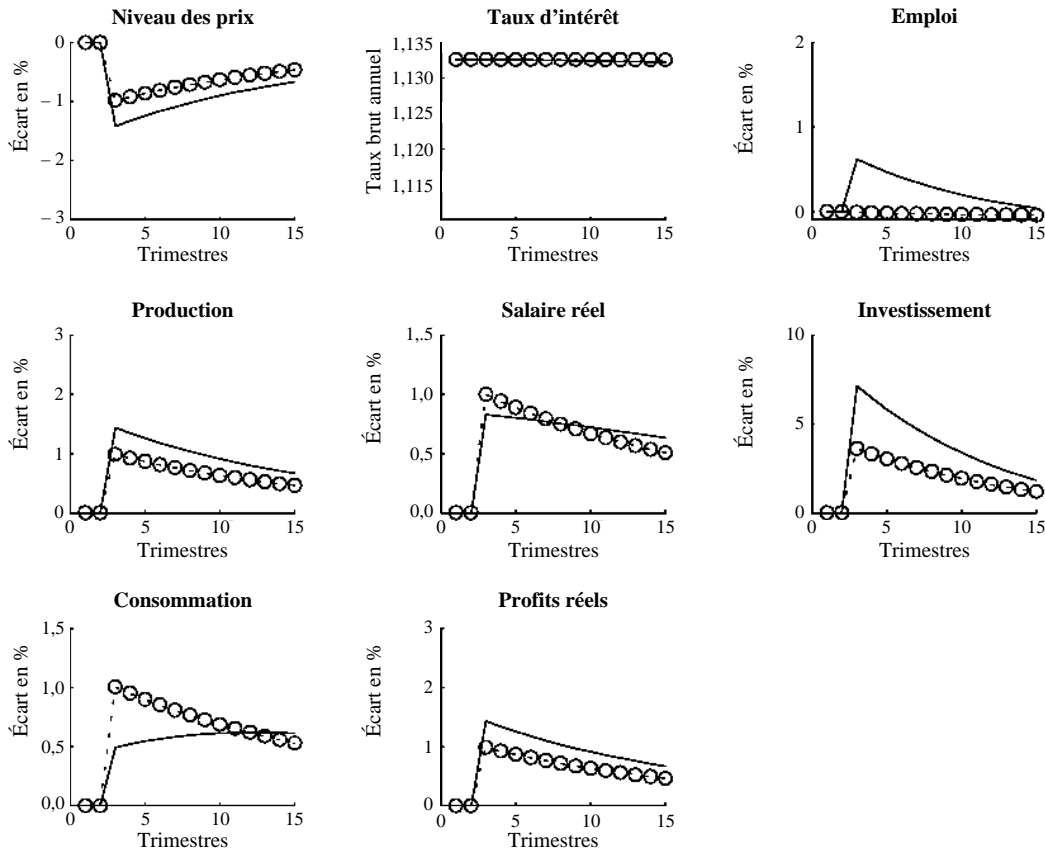 Niveau des prix
Écart en %
0
– 1
– 2
– 3
0
5
10
15
Trimestres
Taux d’intérêt
Taux brut annuel
1,135
1,130
1,125
1,120
1,115
0
5
10
15
Trimestres
Emploi
Écart en %
2
1
0
0
5
10
15
Trimestres
Production
Écart en %
3
2
1
0
0
5
10
15
Trimestres
Salaire réel
Écart en %
1,.5
1,0
0,5
0,0
0
5
10
15
Trimestres
Investissement
Écart en %
10
5
0
0
5
10
15
Trimestres
Consommation
Écart en %
1,5
1,0
0,5
0,0
0
5
10
15
Trimestres
Profits réels
Écart en %
3
2
1
0
0
5
10
15
Trimestres